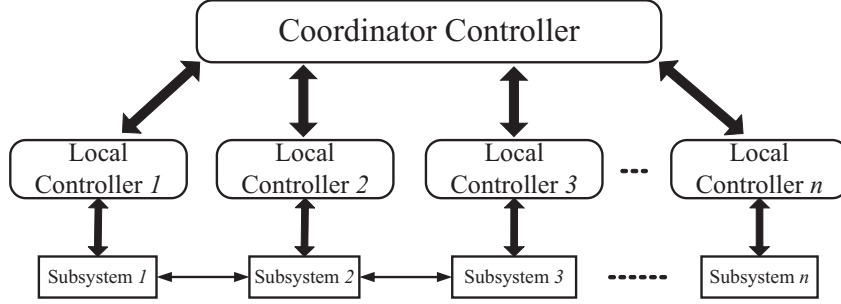 Coordinator Controller
Local
Controller 1
Local
Controller 2
Local
Controller 3
Local
Controller n
Subsystem 1
Subsystem 2
Subsystem 3
Subsystem n